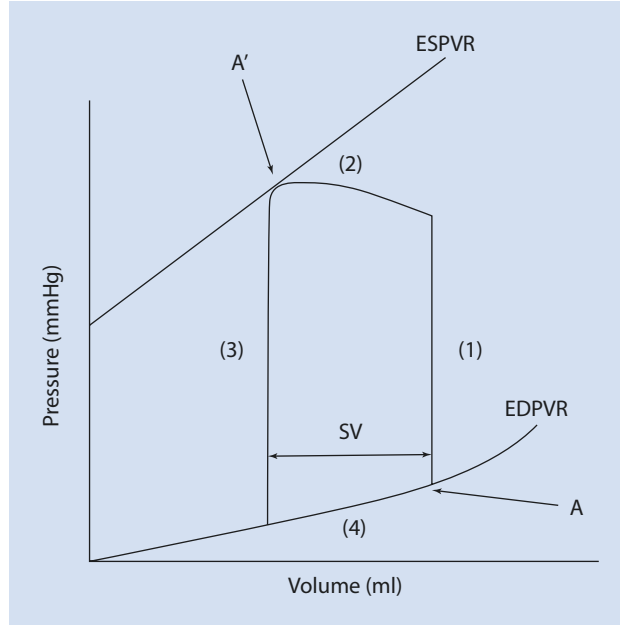 ESPVR
A′
(2)
(3)
(1)
Pressure (mmHg)
EDPVR
SV
A
(4)
Volume (ml)